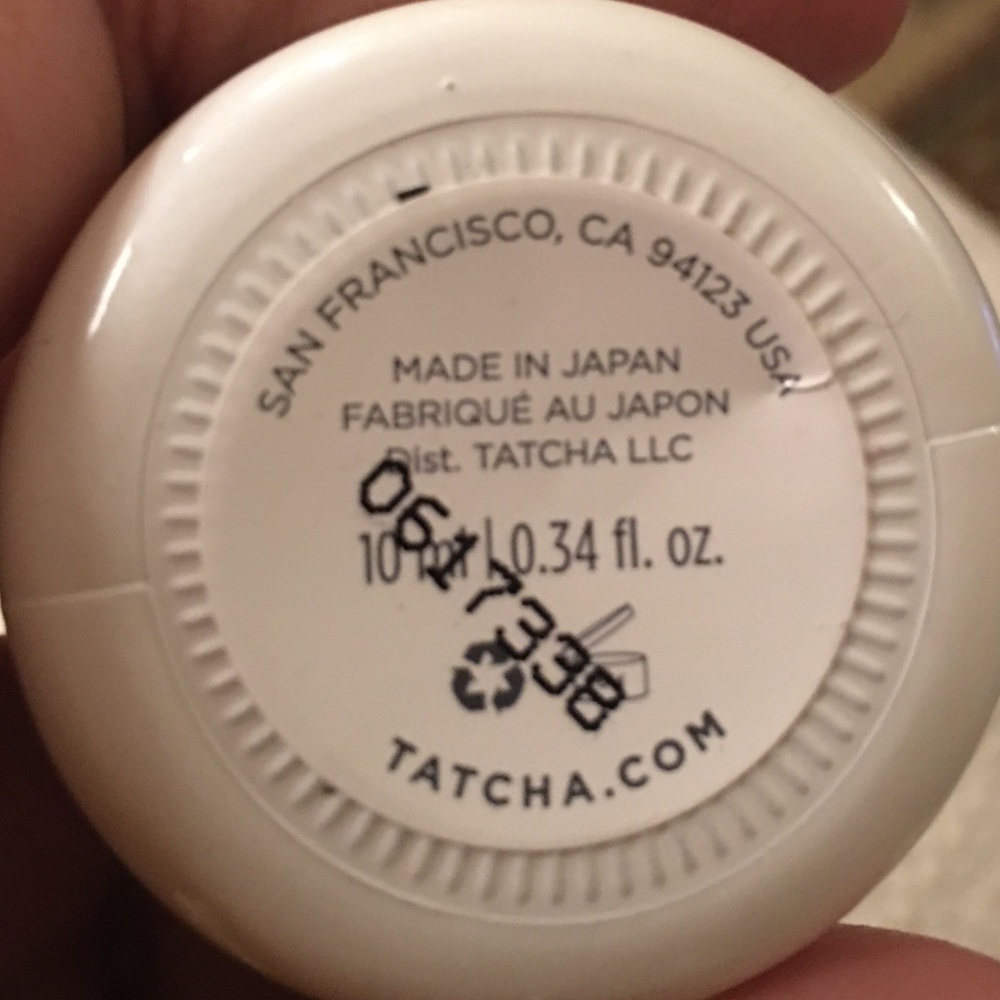 SAN FRANCISCO, CA 94123 USA
MADE IN JAPAN
FABRIQUÉ AU JAPON
Dist. TATCHA LLC
10 ml | 0.34 fl. oz.
0617338
TATCHA.COM